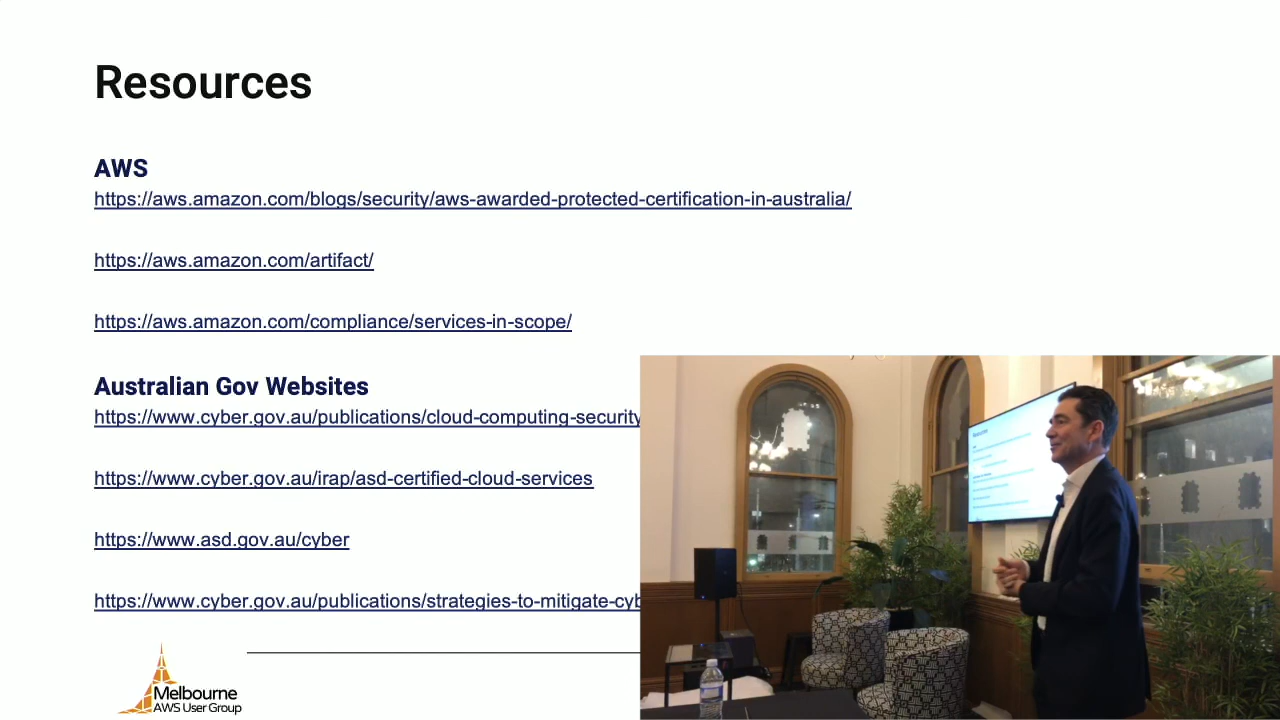 Resources
AWS
https://aws.amazon.com/blogs/security/aws-awarded-protected-certification-in-australia/
https://aws.amazon.com/artifact/
https://aws.amazon.com/compliance/services-in-scope/
Australian Gov Websites
https://www.cyber.gov.au/publications/cloud-computing-security
https://www.cyber.gov.au/irap/asd-certified-cloud-services
https://www.asd.gov.au/cyber
https://www.cyber.gov.au/publications/strategies-to-mitigate-cyb
Melbourne
AWS User Group